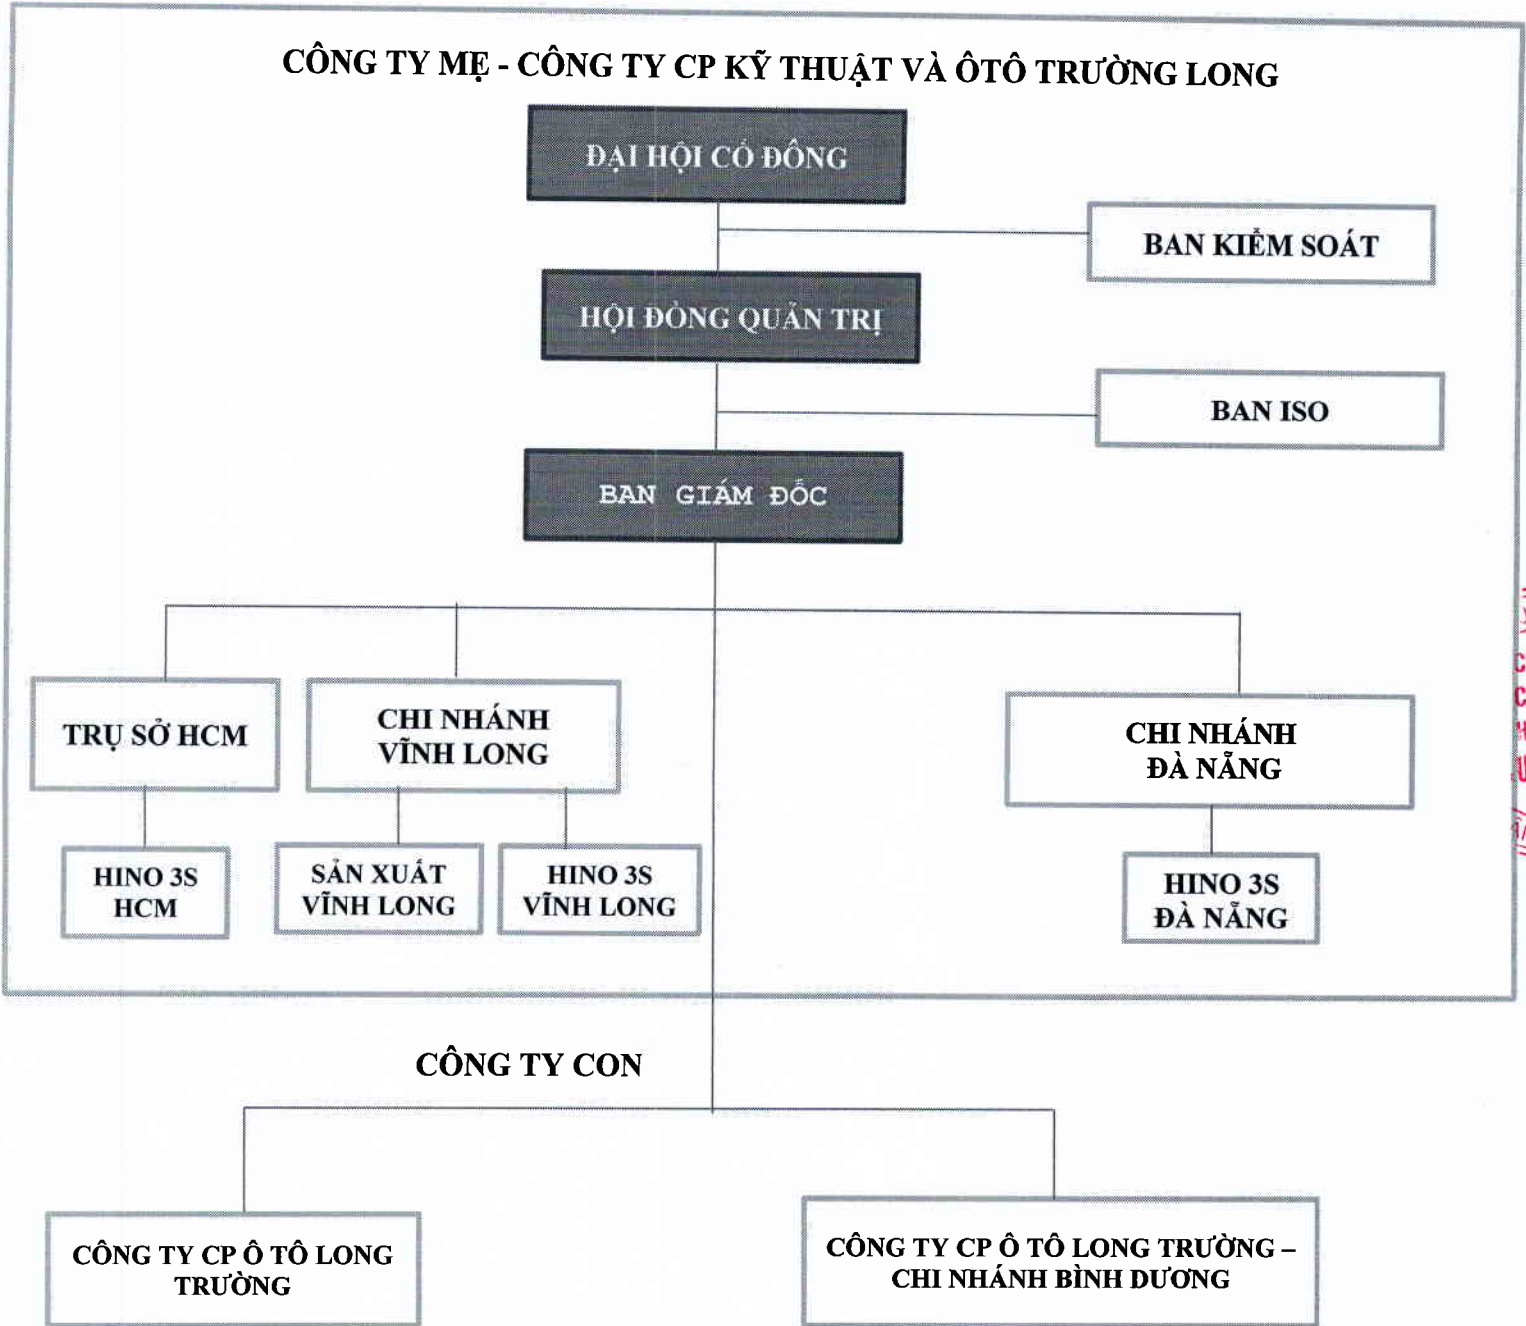 CÔNG TY MẸ - CÔNG TY CP KỸ THUẬT VÀ ÔTÔ TRƯỜNG LONG
ĐẠI HỘI CỔ ĐÔNG
BAN KIỂM SOÁT
HỘI ĐỒNG QUẢN TRỊ
BAN ISO
BAN GIÁM ĐỐC
TRỤ SỞ HCM
CHI NHÁNH
VĨNH LONG
CHI NHÁNH
ĐÀ NẴNG
HINO 3S
HCM
SẢN XUẤT
VĨNH LONG
HINO 3S
VĨNH LONG
HINO 3S
ĐÀ NẴNG
CÔNG TY CON
CÔNG TY CP Ô TÔ LONG
TRƯỜNG
CÔNG TY CP Ô TÔ LONG TRƯỜNG –
CHI NHÁNH BÌNH DƯƠNG